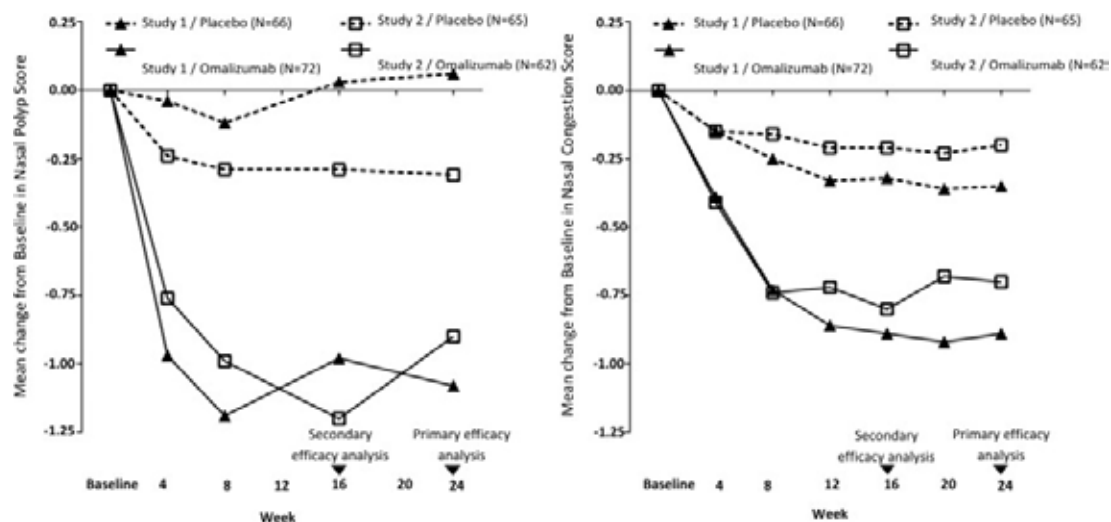 Mean change from Baseline in Nasal Polyp Score
0.25
0.00
-0.25
-0.50
-0.75
-1.00
-1.25
Study 1 / Placebo (N=66)
Study 2 / Placebo (N=65)
Study 1 / Omalizumab (N=72)
Study 2 / Omalizumab (N=62)
Secondary
efficacy analysis
Primary efficacy
analysis
Baseline 4 8 12 16 20 24
Week
Mean change from Baseline in Nasal Congestion Score
0.25
0.00
-0.25
-0.50
-0.75
-1.00
-1.25
Study 1 / Placebo (N=66)
Study 2 / Placebo (N=65)
Study 1 / Omalizumab (N=72)
Study 2 / Omalizumab (N=62)
Secondary
efficacy analysis
Primary efficacy
analysis
Baseline 4 8 12 16 20 24
Week